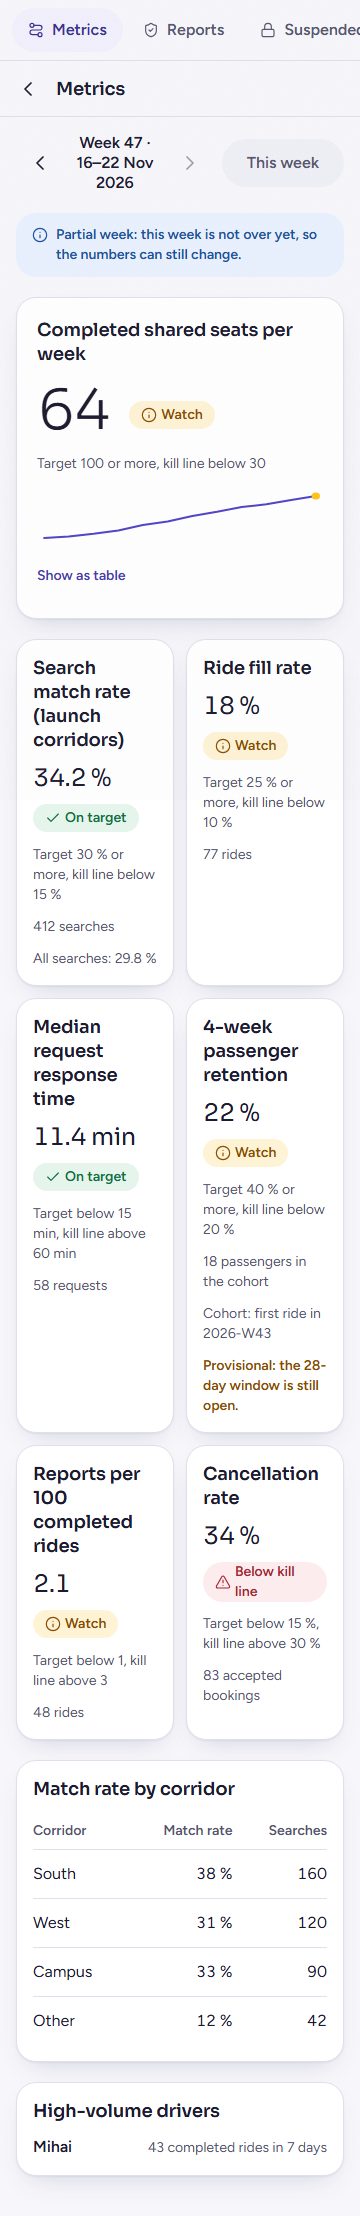 Metrics
Reports
Suspended
Metrics
Week 47 ·
16–22 Nov
2026
This week
Partial week: this week is not over yet, so
the numbers can still change.
Completed shared seats per
week
64
Watch
Target 100 or more, kill line below 30
Show as table
Search
match rate
(launch
corridors)
34.2 %
On target
Target 30 % or
more, kill line below
15 %
412 searches
All searches: 29.8 %
Ride fill rate
18 %
Watch
Target 25 % or
more, kill line below
10 %
77 rides
Median
request
response
time
11.4 min
On target
Target below 15
min, kill line above
60 min
58 requests
4-week
passenger
retention
22 %
Watch
Target 40 % or
more, kill line below
20 %
18 passengers in
the cohort
Cohort: first ride in
2026-W43
Provisional: the 28-
day window is still
open.
Reports per
100
completed
rides
2.1
Watch
Target below 1, kill
line above 3
48 rides
Cancellation
rate
34 %
Below kill
line
Target below 15 %,
kill line above 30 %
83 accepted
bookings
Match rate by corridor
Corridor Match rate Searches
South 38 % 160
West 31 % 120
Campus 33 % 90
Other 12 % 42
High-volume drivers
Mihai 43 completed rides in 7 days